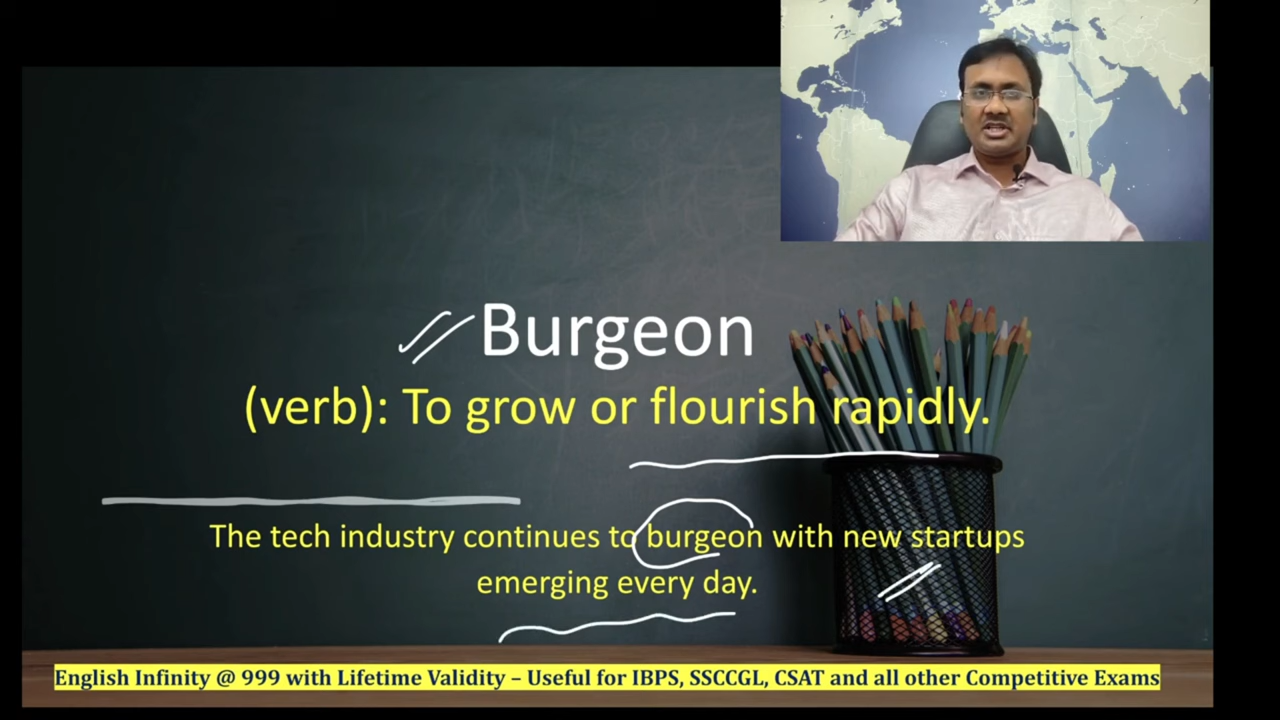 Burgeon
(verb): To grow or flourish rapidly.
The tech industry continues to burgeon with new startups
emerging every day.
English Infinity @ 999 with Lifetime Validity – Useful for IBPS, SSCCGL, CSAT and all other Competitive Exams